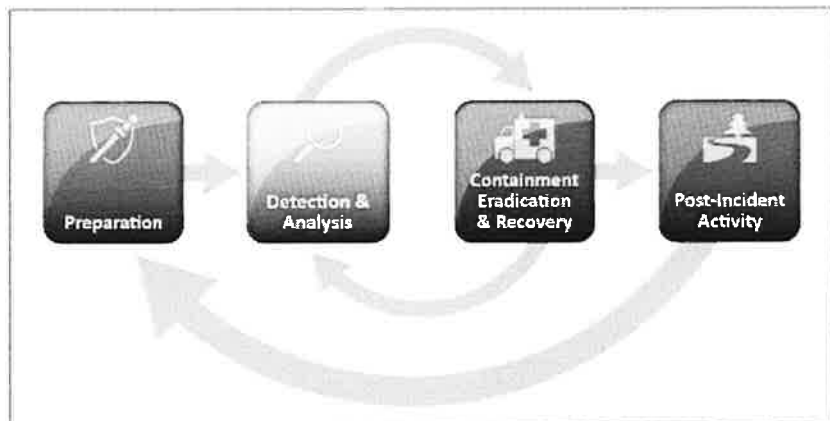 Preparation
Detection &
Analysis
Containment
Eradication
& Recovery
Post-Incident
Activity